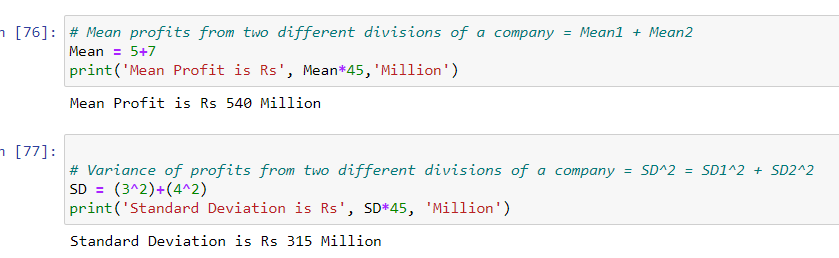 n [76]: # Mean profits from two different divisions of a company = Mean1 + Mean2
Mean = 5+7
print('Mean Profit is Rs', Mean*45,'Million')
Mean Profit is Rs 540 Million
n [77]:
# Variance of profits from two different divisions of a company = SD^2 = SD1^2 + SD2^2
SD = (3^2)+(4^2)
print('Standard Deviation is Rs', SD*45, 'Million')
Standard Deviation is Rs 315 Million